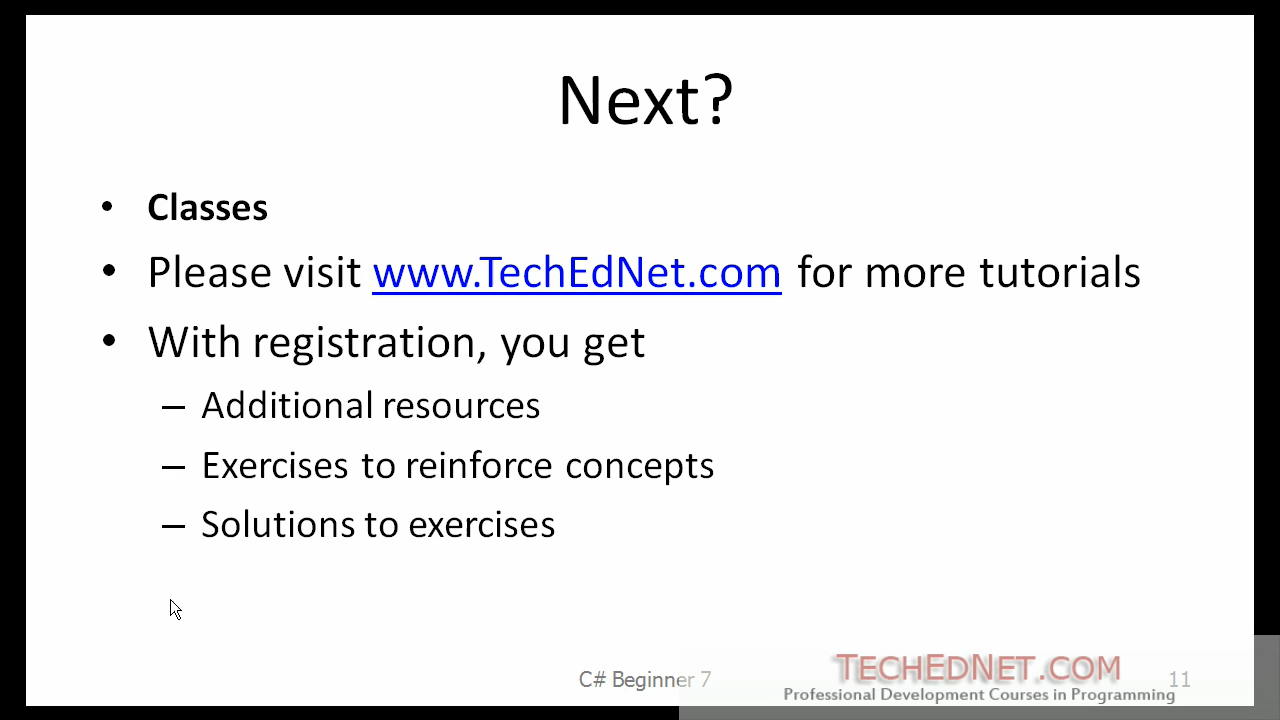 Next?
• Classes
• Please visit www.TechEdNet.com for more tutorials
• With registration, you get
– Additional resources
– Exercises to reinforce concepts
– Solutions to exercises
C# Beginner 7
TECHEDNET.COM
11
Professional Development Courses in Programming